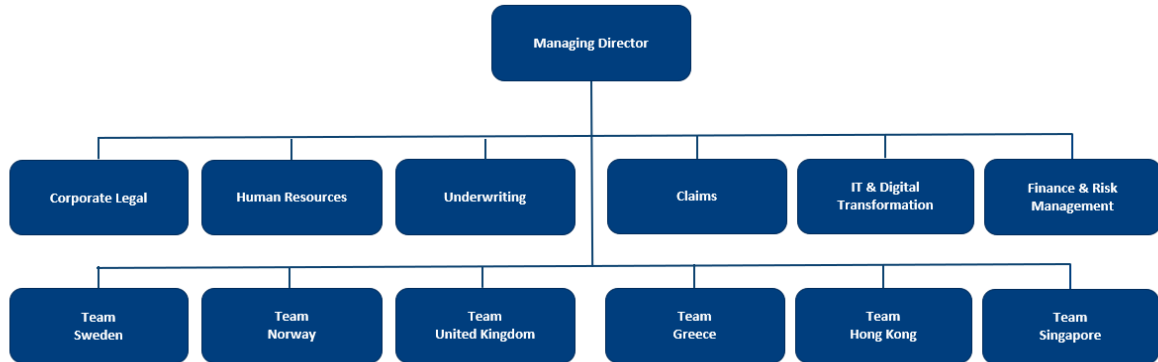 Managing Director
Corporate Legal
Human Resources
Underwriting
Claims
IT & Digital
Transformation
Finance & Risk
Management
Team
Sweden
Team
Norway
Team
United Kingdom
Team
Greece
Team
Hong Kong
Team
Singapore